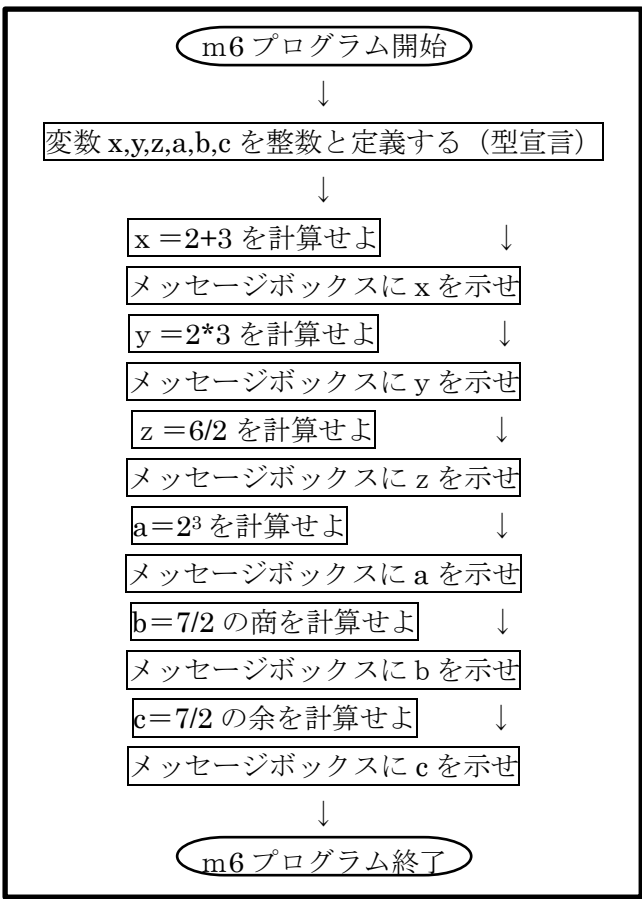 m6プログラム開始
↓
変数 x,y,z,a,b,c を整数と定義する（型宣言）
↓
x＝2+3 を計算せよ ↓
メッセージボックスに x を示せ
y＝2*3 を計算せよ ↓
メッセージボックスに y を示せ
z＝6/2 を計算せよ ↓
メッセージボックスに z を示せ
a＝2³ を計算せよ ↓
メッセージボックスに a を示せ
b＝7/2 の商を計算せよ ↓
メッセージボックスに b を示せ
c＝7/2 の余を計算せよ ↓
メッセージボックスに c を示せ
↓
m6プログラム終了